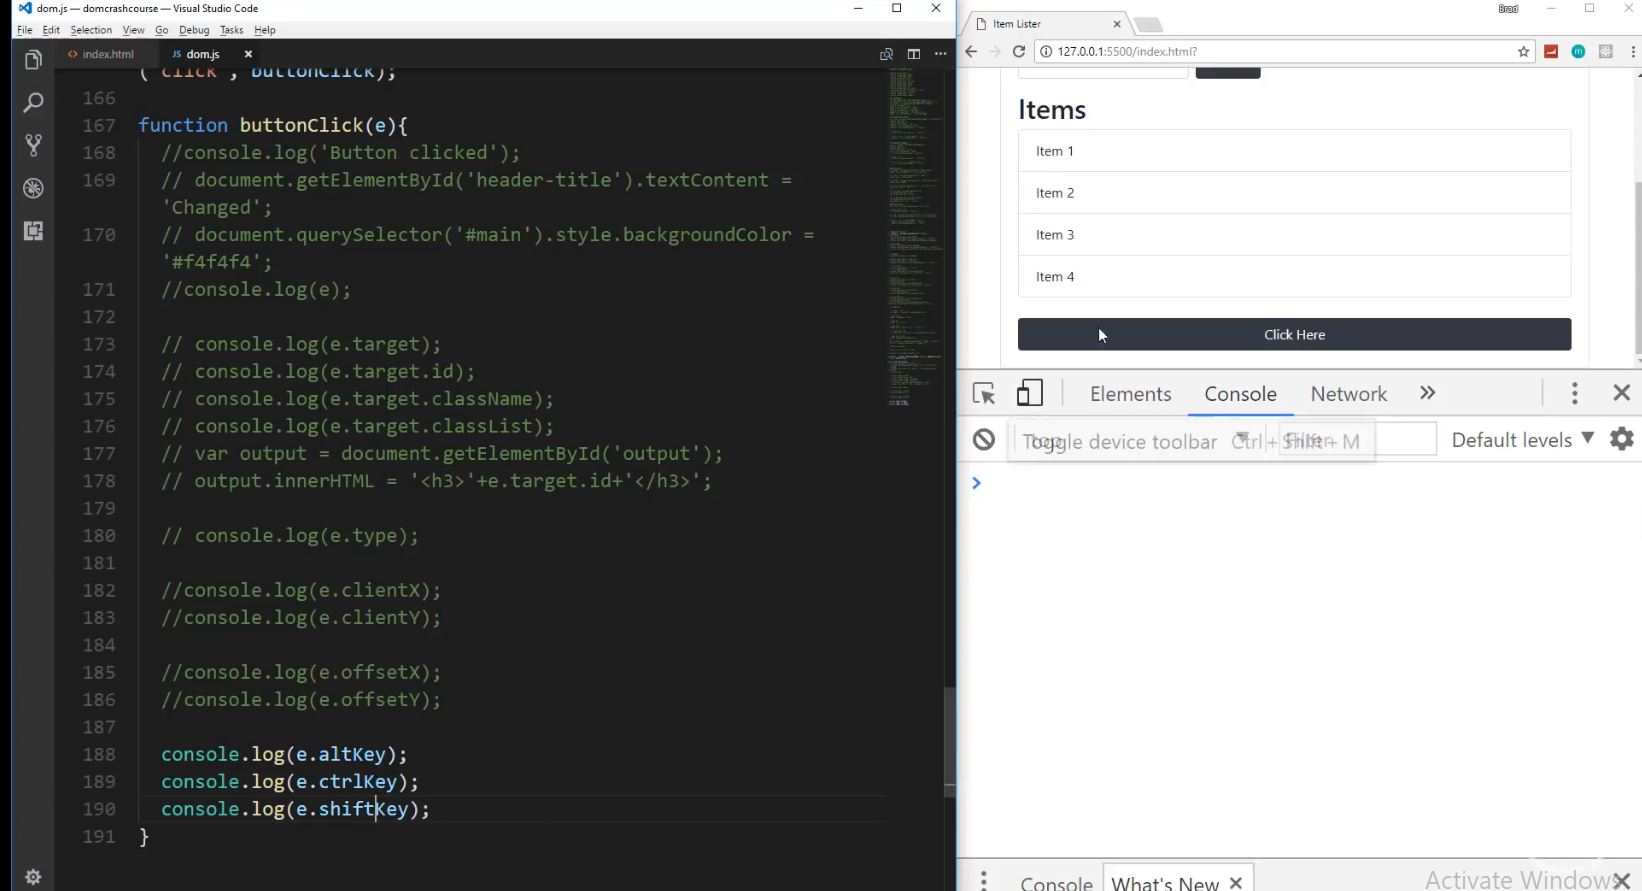 dom.js — domcrashcourse — Visual Studio Code
File Edit Selection View Go Debug Tasks Help
index.html
JS dom.js
('click', buttonClick);
166
167 function buttonClick(e){
168 //console.log('Button clicked');
169 // document.getElementById('header-title').textContent =
'Changed';
170 // document.querySelector('#main').style.backgroundColor =
'#f4f4f4';
171 //console.log(e);
172
173 // console.log(e.target);
174 // console.log(e.target.id);
175 // console.log(e.target.className);
176 // console.log(e.target.classList);
177 // var output = document.getElementById('output');
178 // output.innerHTML = '<h3>'+e.target.id+'</h3>';
179
180 // console.log(e.type);
181
182 //console.log(e.clientX);
183 //console.log(e.clientY);
184
185 //console.log(e.offsetX);
186 //console.log(e.offsetY);
187
188 console.log(e.altKey);
189 console.log(e.ctrlKey);
190 console.log(e.shiftKey);
191 }
Item Lister
Brad
127.0.0.1:5500/index.html?
Items
Item 1
Item 2
Item 3
Item 4
Click Here
Elements Console Network
top
Filter
Toggle device toolbar Ctrl + Shift + M
Default levels
Console What's New
Activate Windows